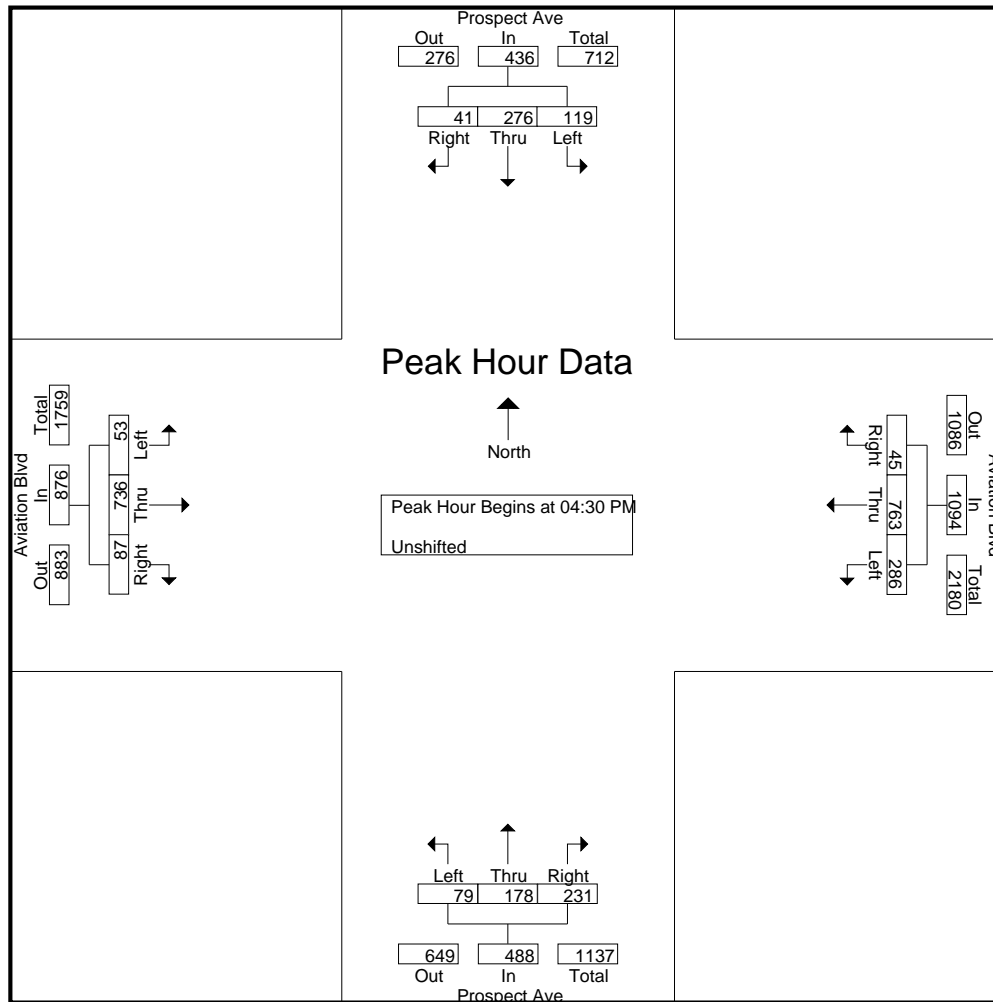 Prospect Ave
Out In Total
276 436 712
41 276 119
Right Thru Left
Peak Hour Data
North
Peak Hour Begins at 04:30 PM
Unshifted
Aviation Blvd
Out In Total
883 876 1759
53 736 87
Left Thru Right
Aviation Blvd
Out In Total
1086 1094 2180
45 763 286
Right Thru Left
Left Thru Right
79 178 231
649 488 1137
Out In Total
Prospect Ave